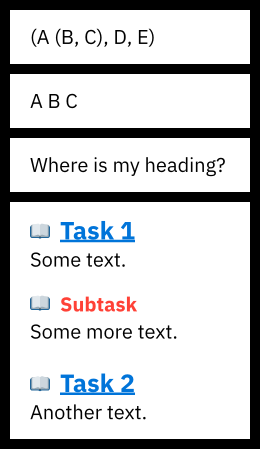 (A (B, C), D, E)
A B C
Where is my heading?
📖 Task 1
Some text.
📖 Subtask
Some more text.
📖 Task 2
Another text.